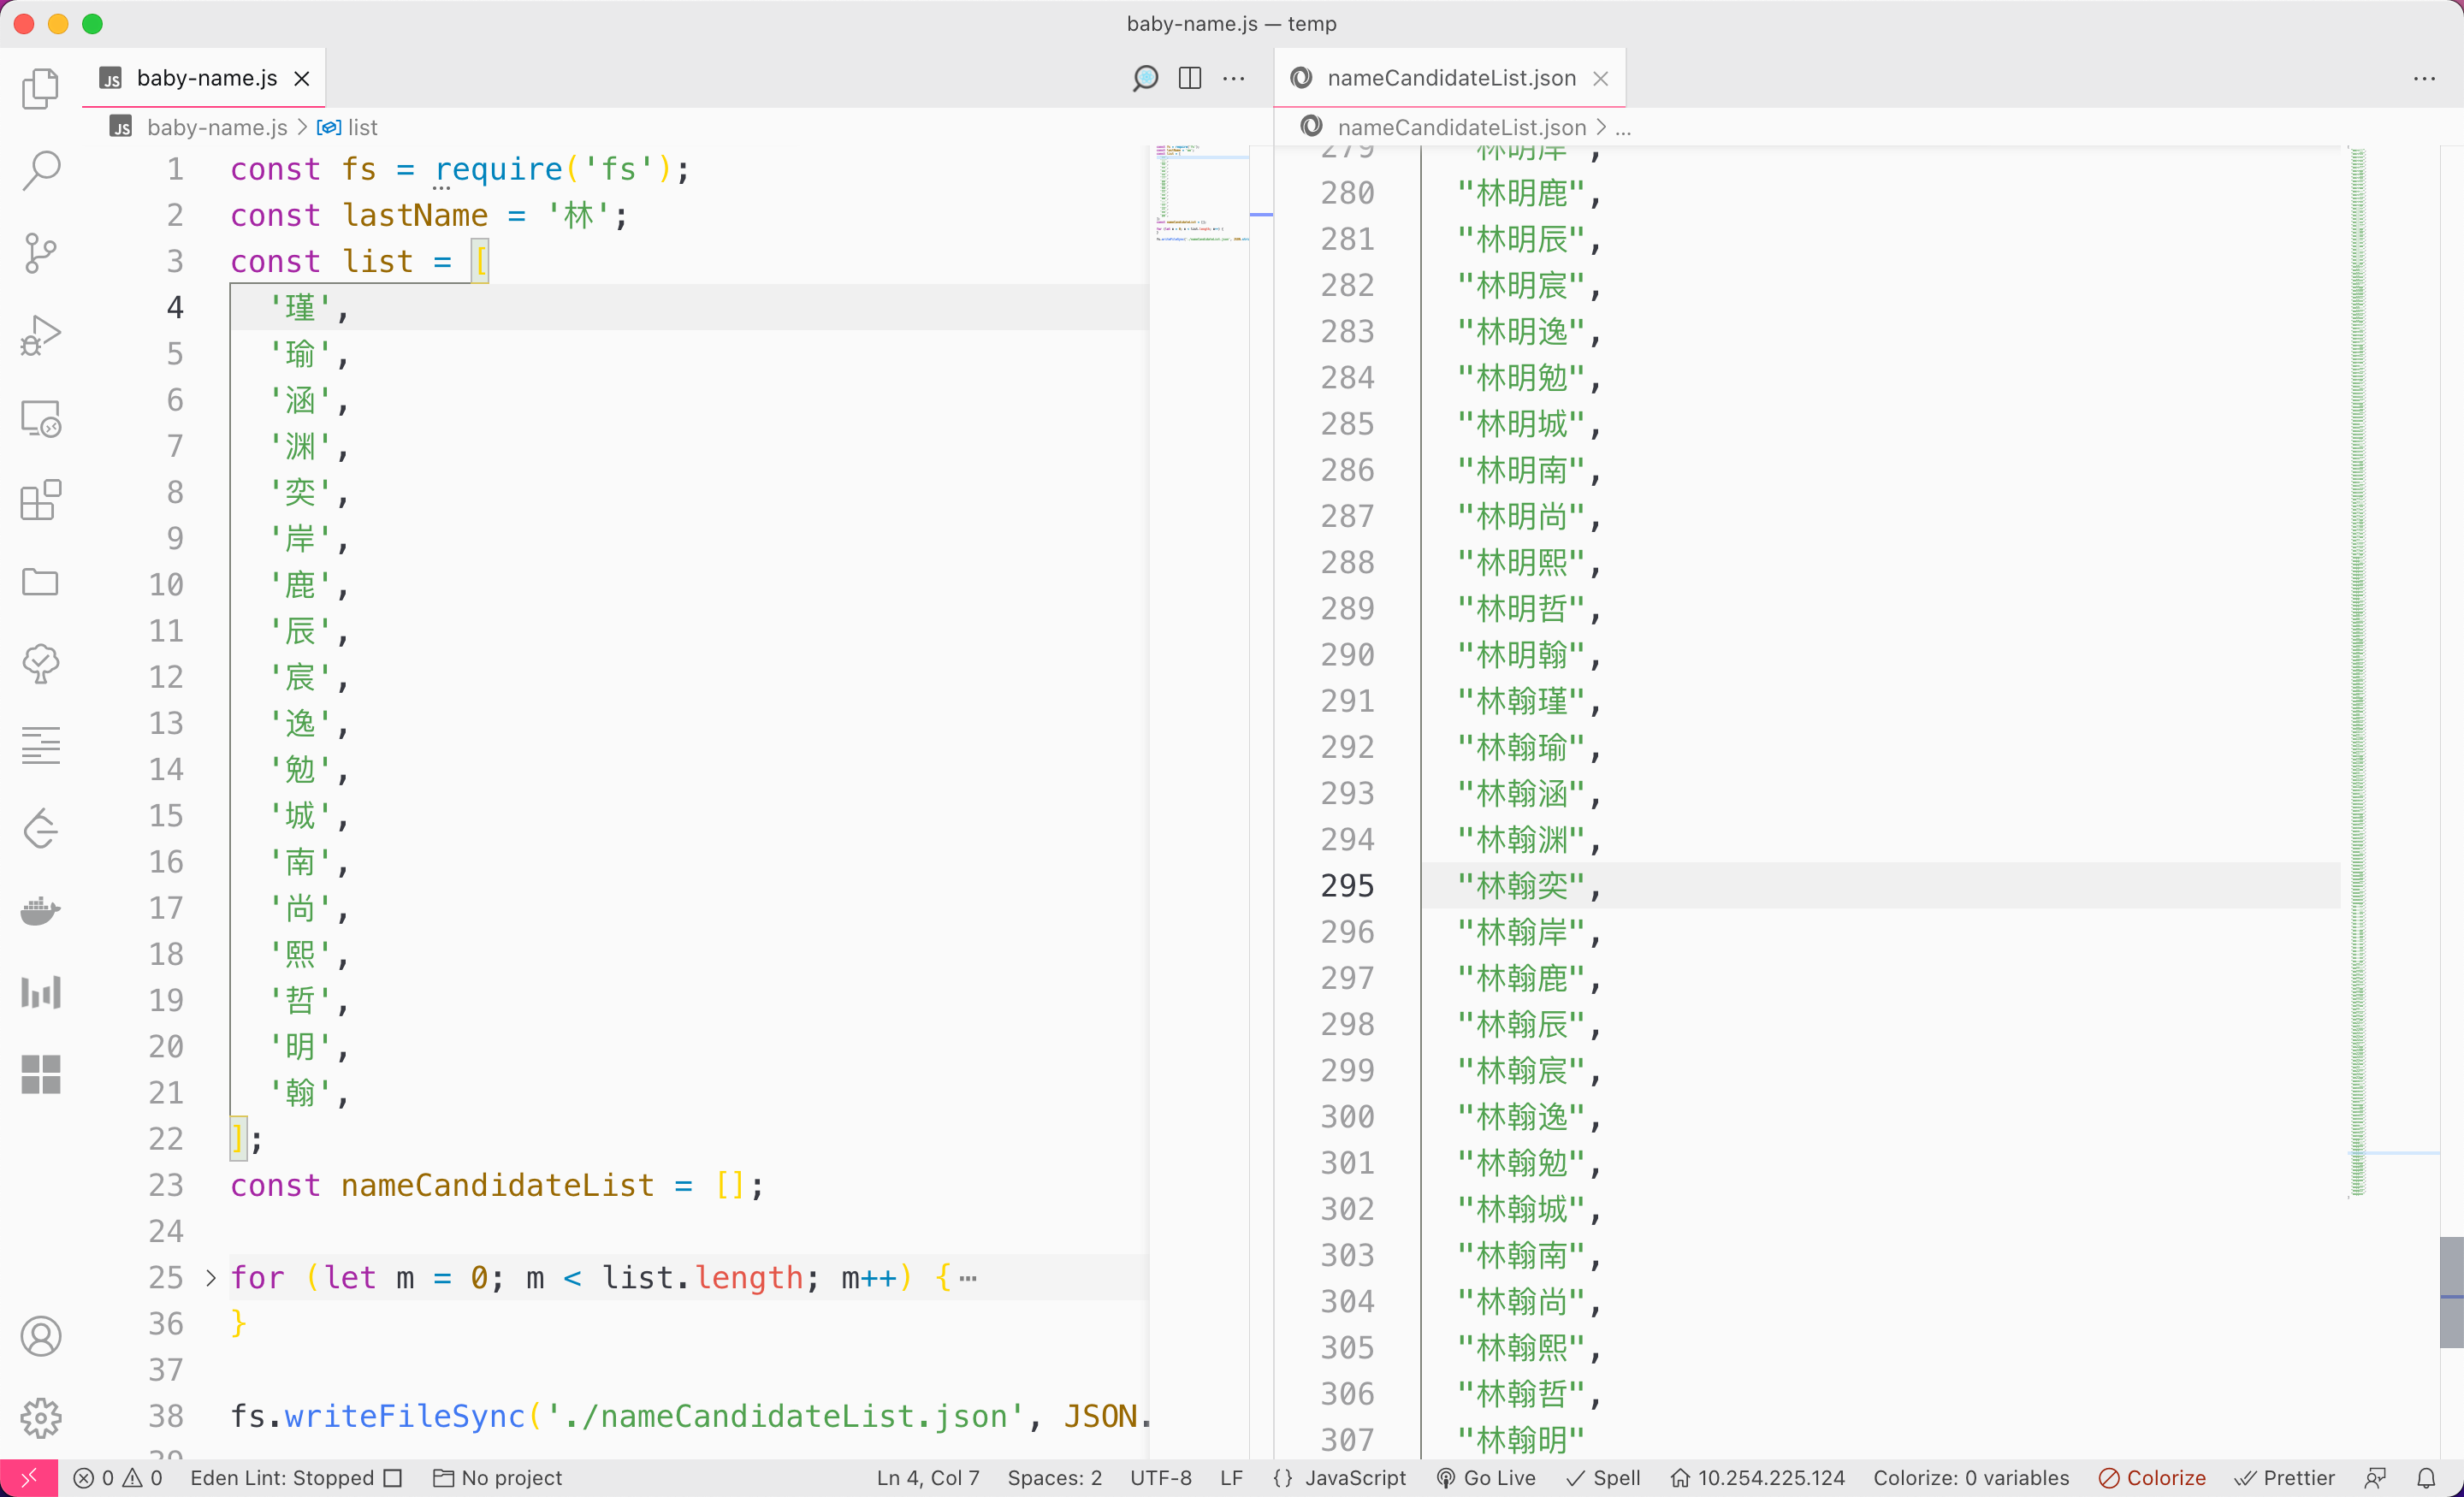 baby-name.js — temp
baby-name.js
nameCandidateList.json
baby-name.js > list
nameCandidateList.json > ...
1 const fs = require('fs');
2 const lastName = '林';
3 const list = [
4 '瑾',
5 '瑜',
6 '涵',
7 '渊',
8 '奕',
9 '岸',
10 '鹿',
11 '辰',
12 '宸',
13 '逸',
14 '勉',
15 '城',
16 '南',
17 '尚',
18 '熙',
19 '哲',
20 '明',
21 '翰',
22 ];
23 const nameCandidateList = [];
24
25 for (let m = 0; m < list.length; m++) {…
36 }
37
38 fs.writeFileSync('./nameCandidateList.json', JSON.
39
279 "林明岸",
280 "林明鹿",
281 "林明辰",
282 "林明宸",
283 "林明逸",
284 "林明勉",
285 "林明城",
286 "林明南",
287 "林明尚",
288 "林明熙",
289 "林明哲",
290 "林明翰",
291 "林翰瑾",
292 "林翰瑜",
293 "林翰涵",
294 "林翰渊",
295 "林翰奕",
296 "林翰岸",
297 "林翰鹿",
298 "林翰辰",
299 "林翰宸",
300 "林翰逸",
301 "林翰勉",
302 "林翰城",
303 "林翰南",
304 "林翰尚",
305 "林翰熙",
306 "林翰哲",
307 "林翰明"
0 0 Eden Lint: Stopped No project Ln 4, Col 7 Spaces: 2 UTF-8 LF {} JavaScript Go Live Spell 10.254.225.124 Colorize: 0 variables Colorize Prettier